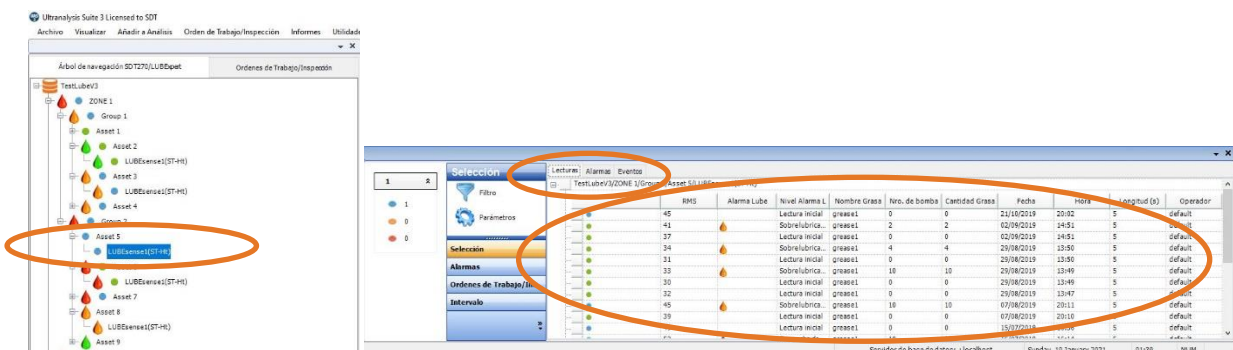 Ultranalysis Suite 3 Licensed to SDT
Archivo Visualizar Añadir a Análisis Orden de Trabajo/Inspección Informes Utilidade
Árbol de navegación SDT270/LUBExpert Ordenes de Trabajo/Inspección
TestLubeV3
ZONE 1
Group 1
Asset 1
Asset 2
LUBEsense1(ST-Ht)
Asset 3
LUBEsense1(ST-Ht)
Asset 4
Group 2
Asset 5
LUBEsense1(ST-Ht)
LUBEsense1(ST-Ht)
Asset 7
Asset 8
LUBEsense1(ST-Ht)
Asset 9
1
1
0
0
Selección
Filtro
Parámetros
Selección
Alarmas
Ordenes de Trabajo/In
Intervalo
Lecturas Alarmas Eventos
TestLubeV3/ZONE 1/Group
RMS Alarma Lube Nivel Alarma L Nombre Grasa Nro. de bomba Cantidad Grasa Fecha Hora Longitud (s) Operador
45 Lectura inicial grease1 0 0 21/10/2019 20:02 5 default
41 Sobrelubrica... grease1 2 2 02/09/2019 14:51 5 default
37 Lectura inicial grease1 0 0 02/09/2019 14:51 5 default
34 Sobrelubrica... grease1 4 4 29/08/2019 13:50 5 default
31 Lectura inicial grease1 0 0 29/08/2019 13:50 5 default
33 Sobrelubrica... grease1 10 10 29/08/2019 13:49 5 default
30 Lectura inicial grease1 0 0 29/08/2019 13:49 5 default
32 Lectura inicial grease1 0 0 29/08/2019 13:47 5 default
45 Sobrelubrica... grease1 10 10 07/08/2019 20:11 5 default
39 Lectura inicial grease1 0 0 07/08/2019 20:10 5 default
Lectura inicial grease1 0 0 15/07/2019 5 default
Sunday, 10 January 2021 01:39 NUM